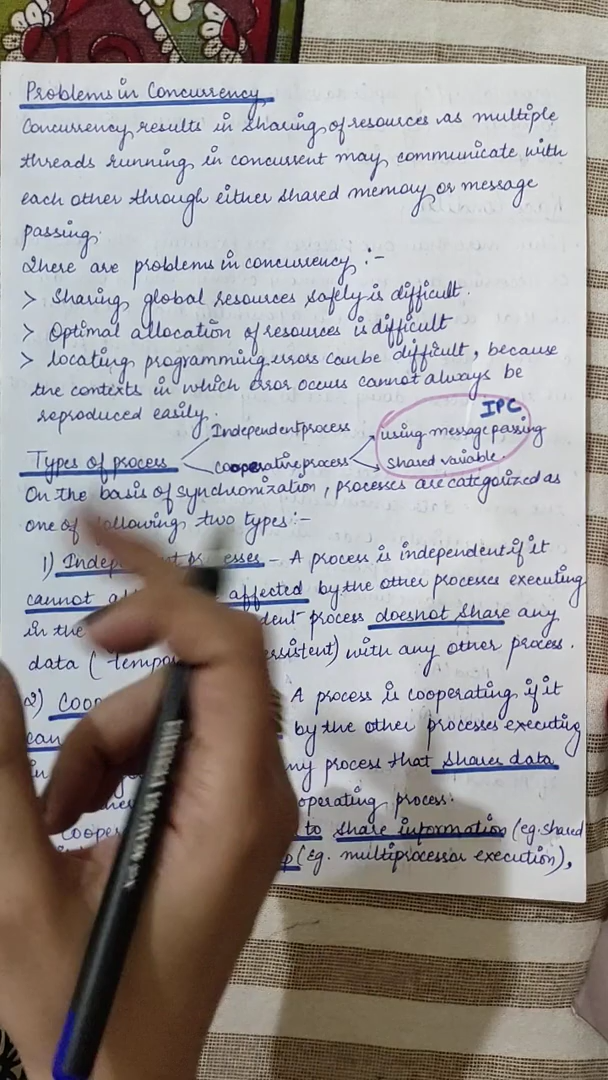 Problems in Concurrency
Concurrency results in sharing of resources as multiple
threads running in concurrent may communicate with
each other through either shared memory or message
passing.
There are problems in concurrency :-
> Sharing global resources safely is difficult.
> Optimal allocation of resources is difficult
> locating programming errors can be difficult, because
the contexts in which error occurs cannot always be
reproduced easily.
IPC
Independent process
using message passing
Types of process
cooperative process
Shared variable
On the basis of synchronization, processes are categorized as
one of following two types:-
1) Independent processes - A process is independent if it
cannot affected by the other processes executing
in the process doesnot share any
data ( with any other process.
2) A process is cooperating if it
by the other processes executing
in process that shares data
operating process.
to share information (eg. shared
(Eg. multiprocessor execution),